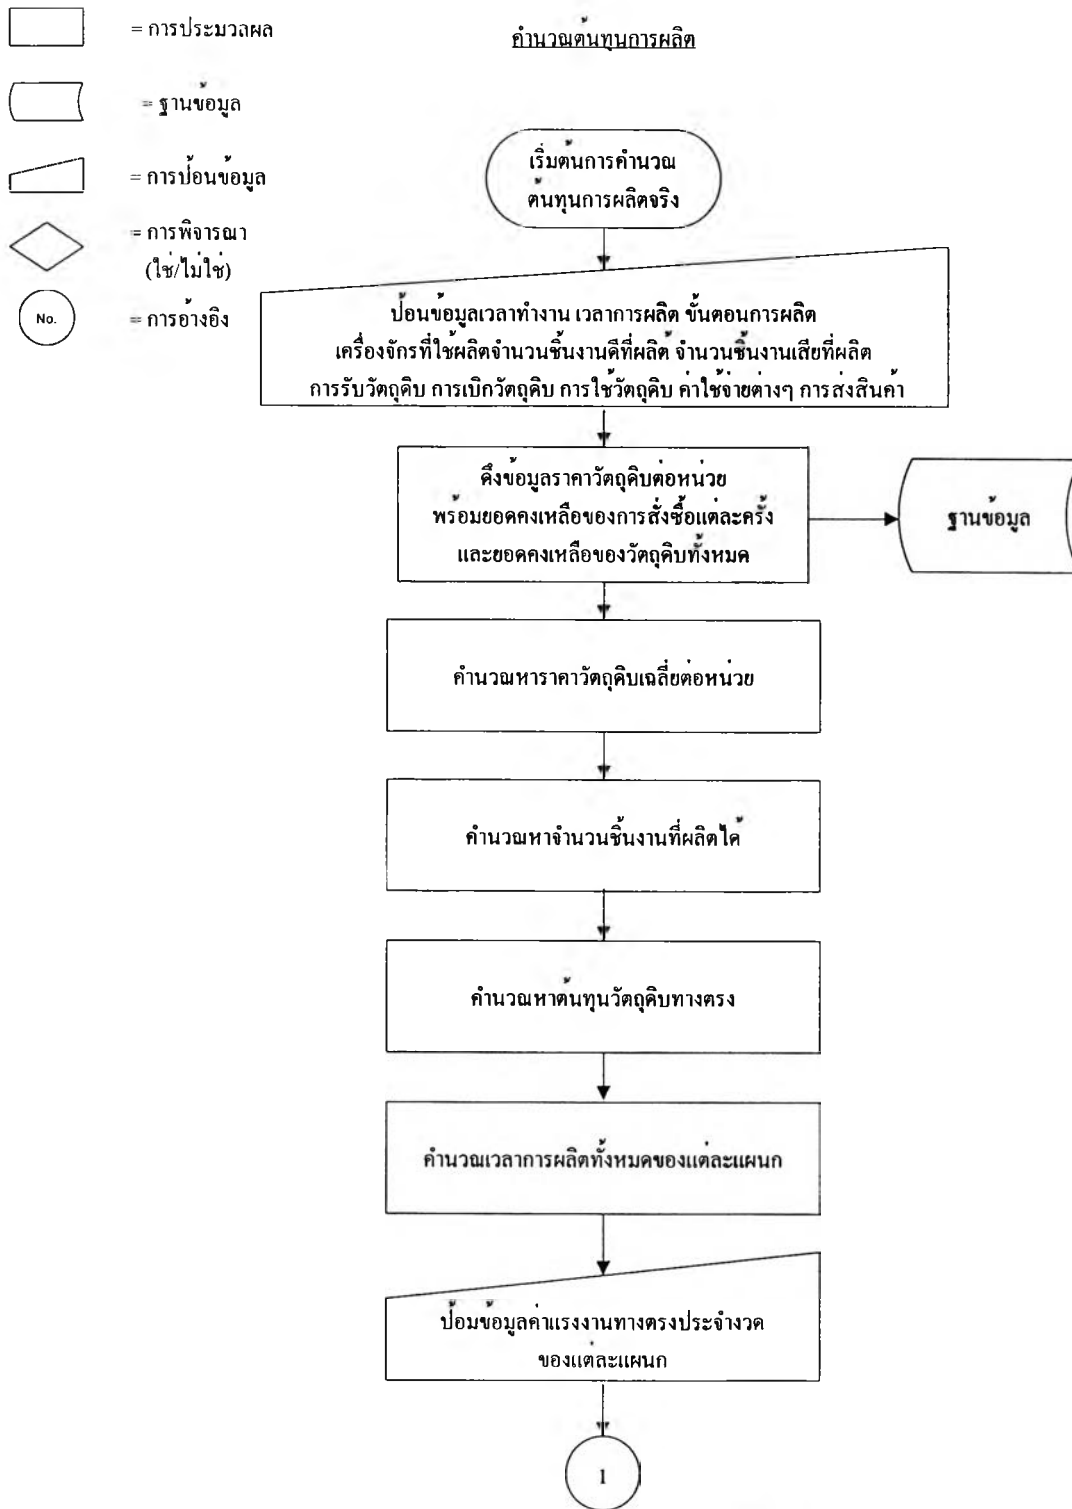 = การประมวลผล
คำนวณต้นทุนการผลิต
= ฐานข้อมูล
= การป้อนข้อมูล
= การพิจารณา
(ใช่/ไม่ใช่)
No.
= การอ้างอิง
เริ่มต้นการคำนวณ
ต้นทุนการผลิตจริง
ป้อนข้อมูลเวลาทำงาน เวลาการผลิต ขั้นตอนการผลิต
เครื่องจักรที่ใช้ผลิตจำนวนชิ้นงานดีที่ผลิตได้ จำนวนชิ้นงานเสียที่ผลิต
การรับวัตถุดิบ การเบิกวัตถุดิบ การใช้วัตถุดิบ ค่าใช้จ่ายต่างๆ การส่งสินค้า
ดึงข้อมูลราคาวัตถุดิบต่อหน่วย
พร้อมยอดคงเหลือของการสั่งซื้อแต่ละครั้ง
และยอดคงเหลือของวัตถุดิบทั้งหมด
ฐานข้อมูล
คำนวณหาราคาวัตถุดิบเฉลี่ยต่อหน่วย
คำนวณหาจำนวนชิ้นงานที่ผลิตได้
คำนวณหาต้นทุนวัตถุดิบทางตรง
คำนวณเวลาการผลิตทั้งหมดของแต่ละแผนก
ป้อมข้อมูลค่าแรงงานทางตรงประจำงวด
ของแต่ละแผนก
1